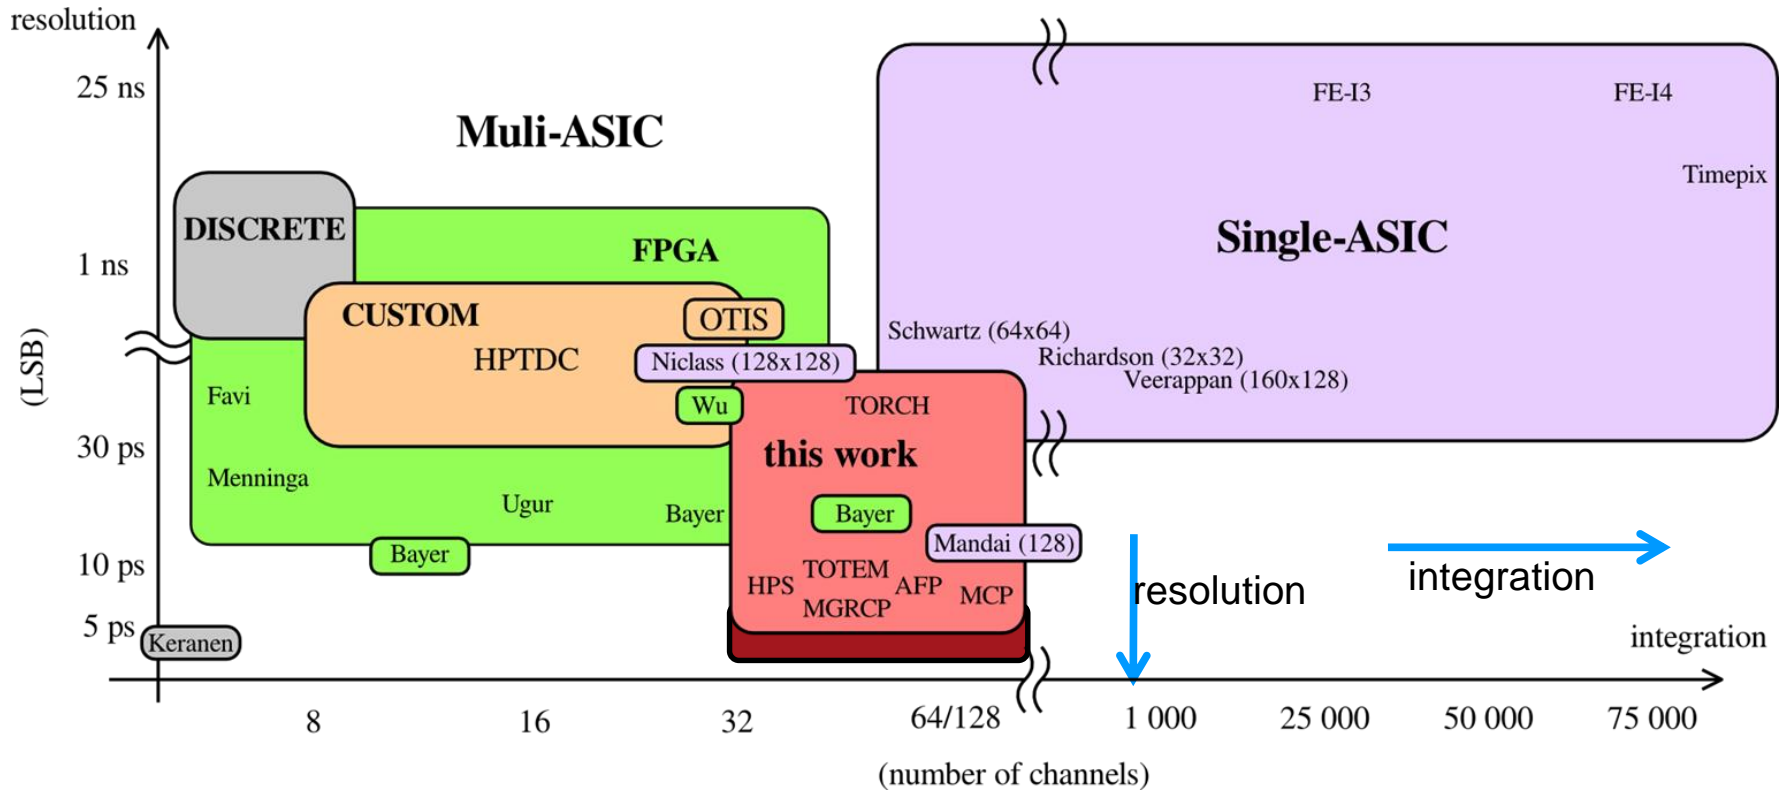 resolution
25 ns
FE-I3
FE-I4
Muli-ASIC
Timepix
DISCRETE
FPGA
Single-ASIC
1 ns
CUSTOM
OTIS
Schwartz (64x64)
HPTDC
Niclass (128x128)
Richardson (32x32)
Veerappan (160x128)
(LSB)
Favi
Wu
TORCH
30 ps
this work
Menninga
Ugur
Bayer
Bayer
Mandai (128)
Bayer
10 ps
TOTEM
HPS
AFP
MCP
MGRCP
resolution
integration
5 ps
Keranen
integration
8
16
32
64/128
1 000
25 000
50 000
75 000
(number of channels)